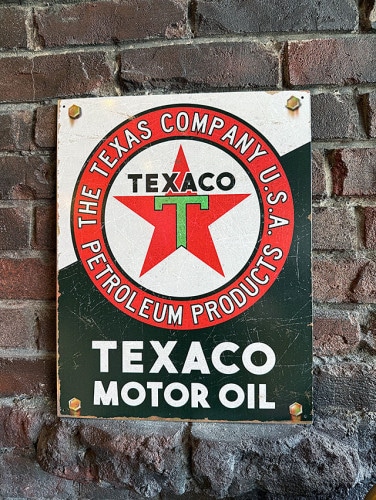 THE TEXAS COMPANY U.S.A.
TEXACO
T
PETROLEUM PRODUCTS
TEXACO
MOTOR OIL